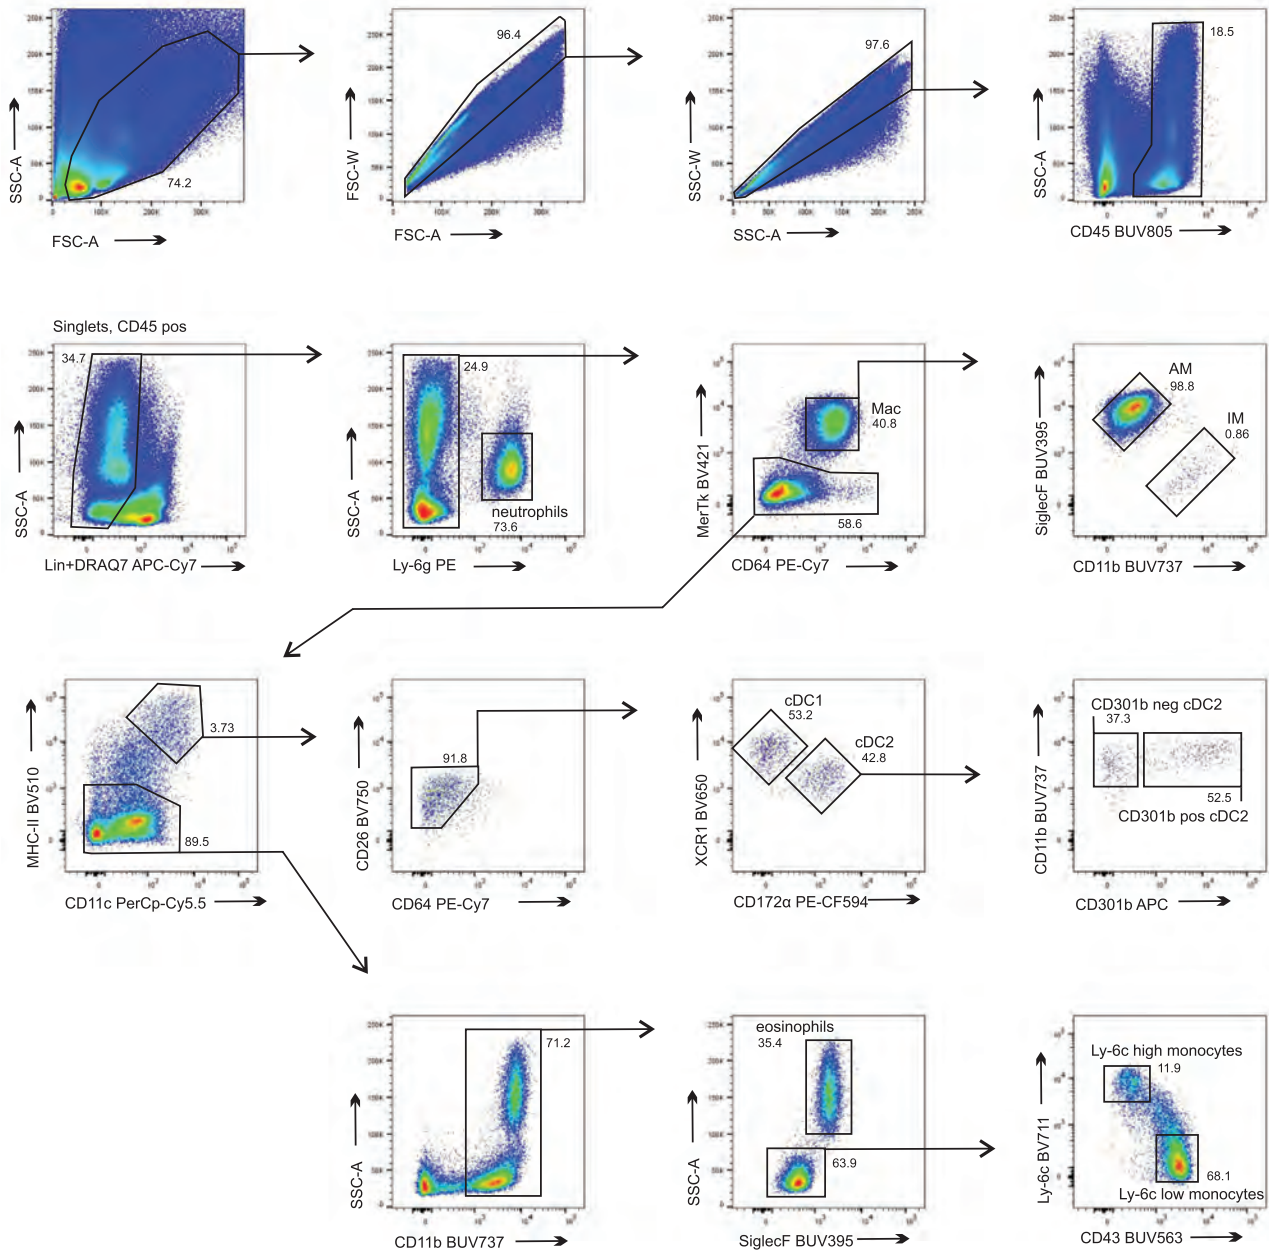 96.4
97.6
18.5
74.2
SSC-A
FSC-W
SSC-W
SSC-A
FSC-A
FSC-A
SSC-A
CD45 BUV805
Singlets, CD45 pos
34.7
24.9
Mac
40.8
AM
98.8
IM
0.86
neutrophils
73.6
58.6
SSC-A
SSC-A
MerTk BV421
SiglecF BUV395
Lin+DRAQ7 APC-Cy7
Ly-6g PE
CD64 PE-Cy7
CD11b BUV737
3.73
89.5
91.8
cDC1
53.2
cDC2
42.8
CD301b neg cDC2
37.3
52.5
CD301b pos cDC2
MHC-II BV510
CD26 BV750
XCR1 BV650
CD11b BUV737
CD11c PerCp-Cy5.5
CD64 PE-Cy7
CD172α PE-CF594
CD301b APC
71.2
eosinophils
35.4
63.9
Ly-6c high monocytes
11.9
68.1
Ly-6c low monocytes
SSC-A
SSC-A
Ly-6c BV711
CD11b BUV737
SiglecF BUV395
CD43 BUV563